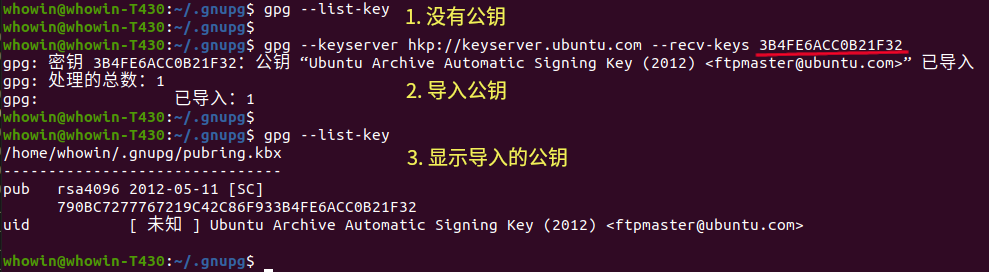 whowin@whowin-T430:~/.gnupg$ gpg --list-key
1. 没有公钥
whowin@whowin-T430:~/.gnupg$
whowin@whowin-T430:~/.gnupg$ gpg --keyserver hkp://keyserver.ubuntu.com --recv-keys 3B4FE6ACC0B21F32
gpg: 密钥 3B4FE6ACC0B21F32：公钥 “Ubuntu Archive Automatic Signing Key (2012) <ftpmaster@ubuntu.com>” 已导入
gpg: 处理的总数：1
gpg: 已导入：1
2. 导入公钥
whowin@whowin-T430:~/.gnupg$
whowin@whowin-T430:~/.gnupg$ gpg --list-key
/home/whowin/.gnupg/pubring.kbx
3. 显示导入的公钥
-------------------------------
pub rsa4096 2012-05-11 [SC]
790BC7277767219C42C86F933B4FE6ACC0B21F32
uid [ 未知 ] Ubuntu Archive Automatic Signing Key (2012) <ftpmaster@ubuntu.com>
whowin@whowin-T430:~/.gnupg$